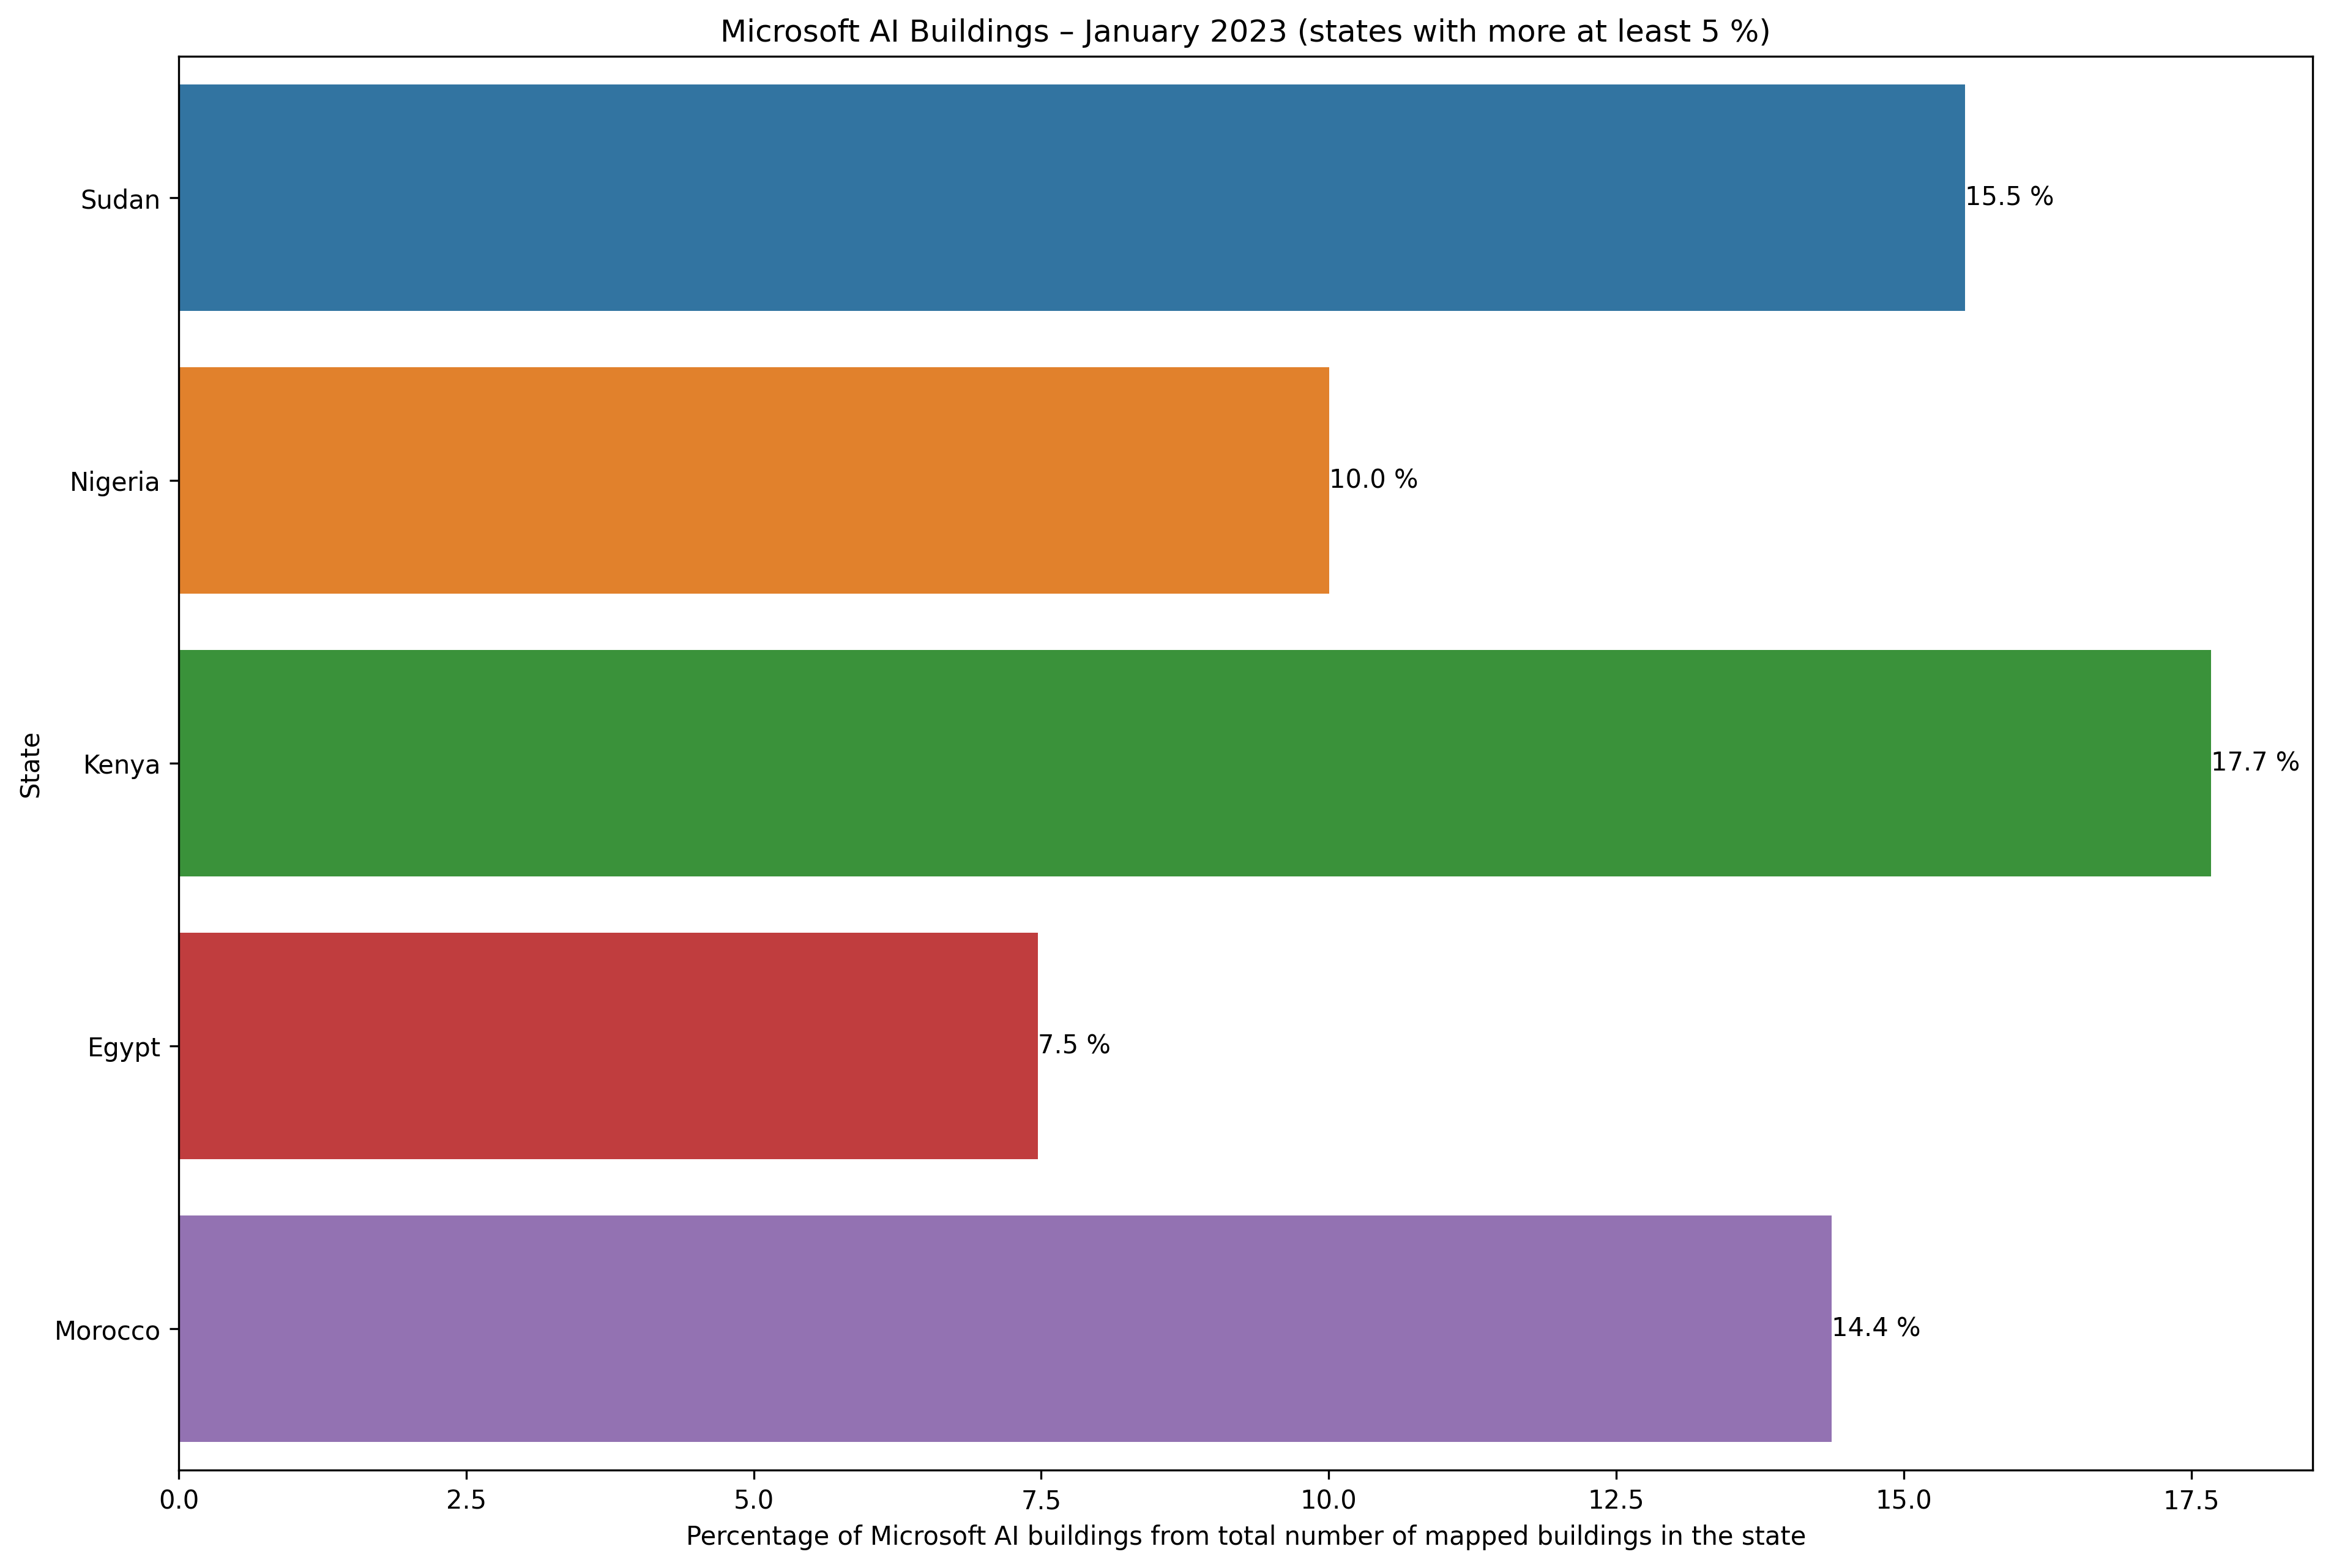 Microsoft AI Buildings – January 2023 (states with more at least 5 %)
State
Sudan
15.5 %
Nigeria
10.0 %
Kenya
17.7 %
Egypt
7.5 %
Morocco
14.4 %
0.0 2.5 5.0 7.5 10.0 12.5 15.0 17.5
Percentage of Microsoft AI buildings from total number of mapped buildings in the state